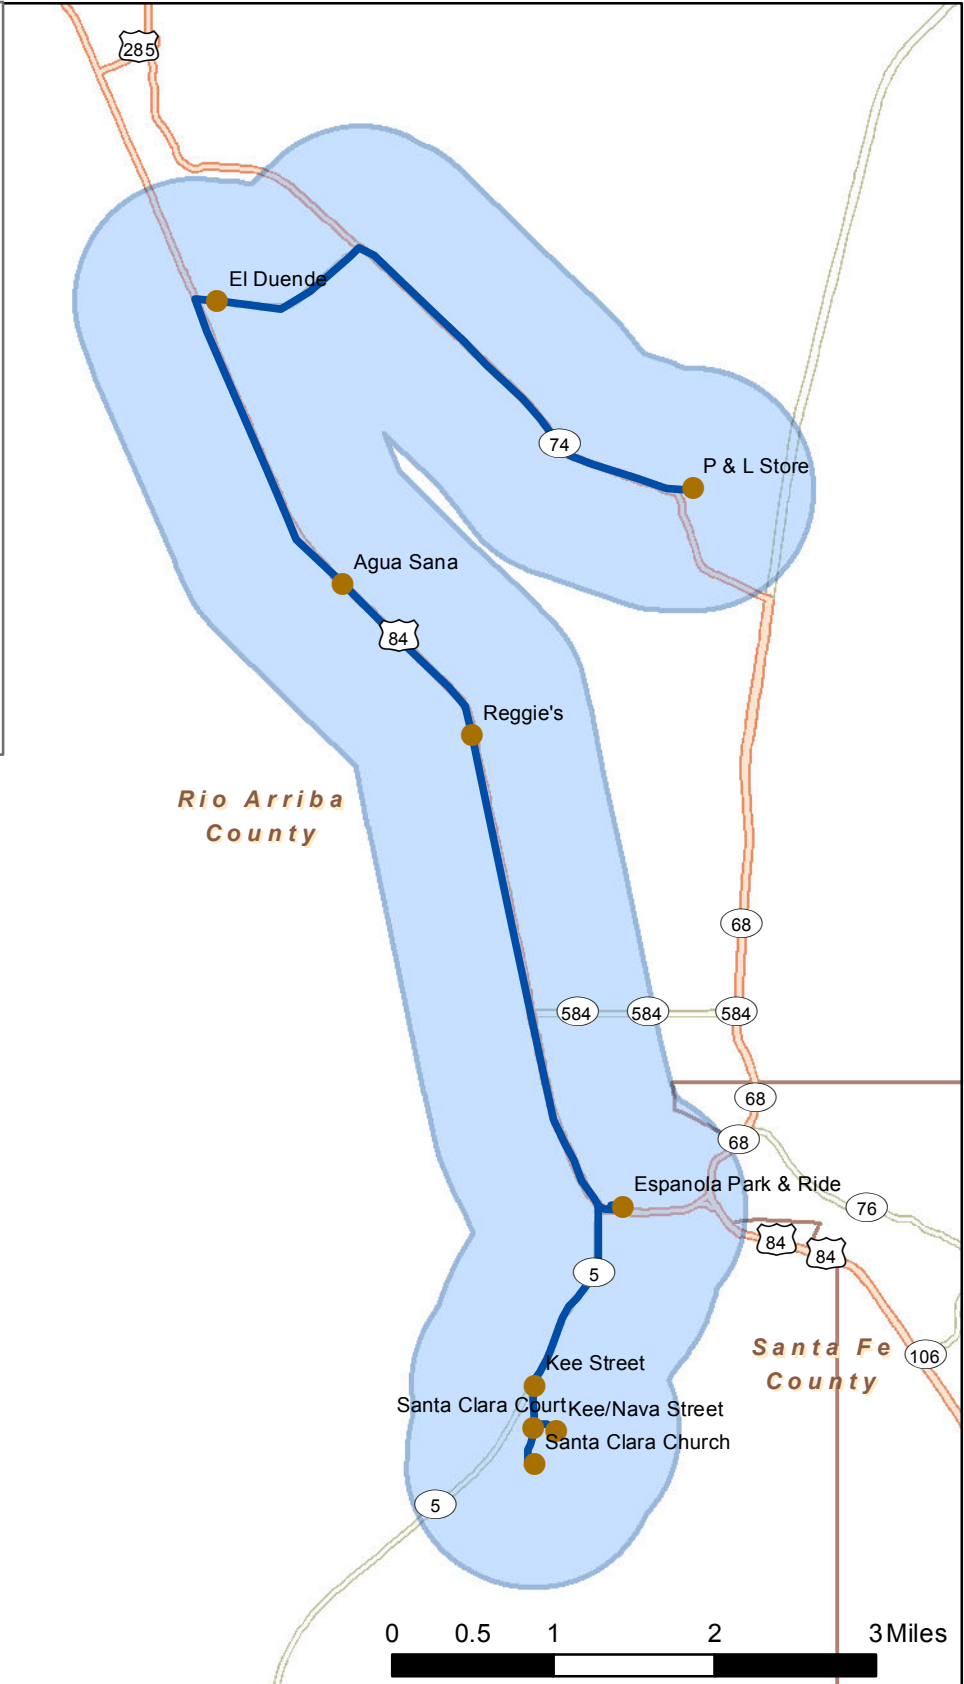 285
El Duende
74
P & L Store
Agua Sana
84
Reggie's
Rio Arriba
County
68
584
584
584
68
68
Espanola Park & Ride
76
84
84
5
Santa Fe
County
106
Kee Street
Santa Clara Court
Kee/Nava Street
Santa Clara Church
5
0 0.5 1 2 3 Miles